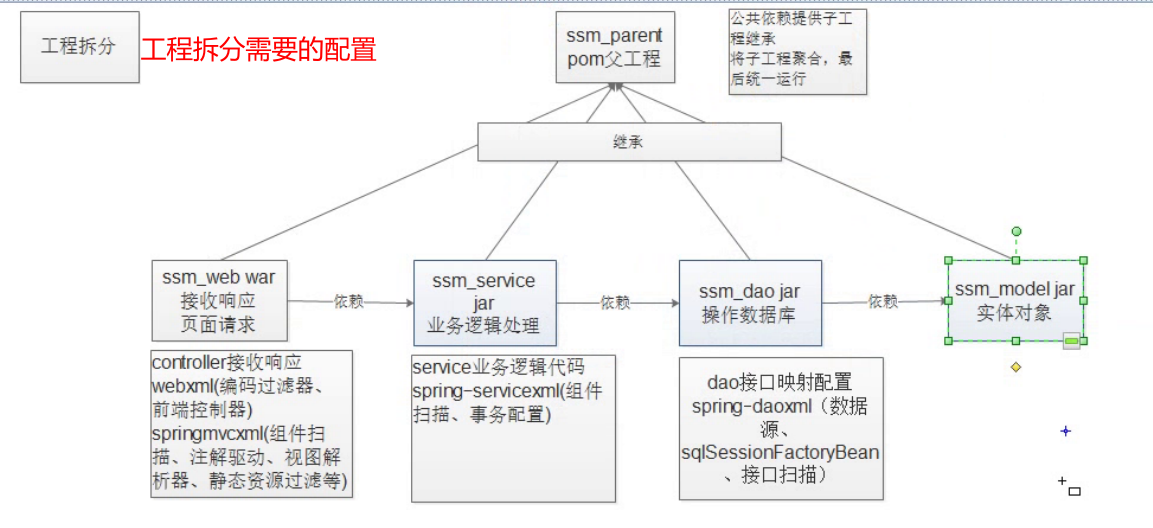 工程拆分
工程拆分需要的配置
ssm_parent
pom父工程
公共依赖提供子工
程继承
将子工程聚合，最
后统一运行
继承
ssm_web war
接收响应
页面请求
依赖
ssm_service
jar
业务逻辑处理
依赖
ssm_dao jar
操作数据库
依赖
ssm_model jar
实体对象
controller接收响应
webxml(编码过滤器、
前端控制器)
springmvcxml(组件扫
描、注解驱动、视图解
析器、静态资源过滤等)
service业务逻辑代码
spring-servicexml(组件
扫描、事务配置)
dao接口映射配置
spring-daoxml（数据
源、
sqlSessionFactoryBean
、接口扫描）